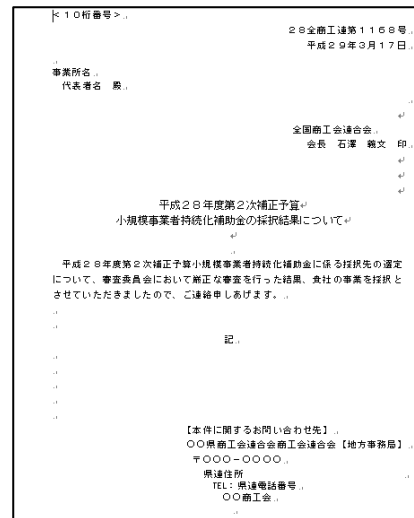 <10桁番号>
28全商工連第1168号
平成29年3月17日
事業所名
代表者名 殿
全国商工会連合会
会長 石澤 義文 印
平成28年度第2次補正予算
小規模事業者持続化補助金の採択結果について
平成28年度第2次補正予算小規模事業者持続化補助金に係る採択先の選定
について、審査委員会において厳正な審査を行った結果、貴社の事業を採択と
させていただきましたので、ご連絡申しあげます。
記
【本件に関するお問い合わせ先】
〇〇県商工会連合会商工会連合会【地方事務局】
〒〇〇〇-〇〇〇〇
県連住所
TEL:県連電話番号
〇〇商工会